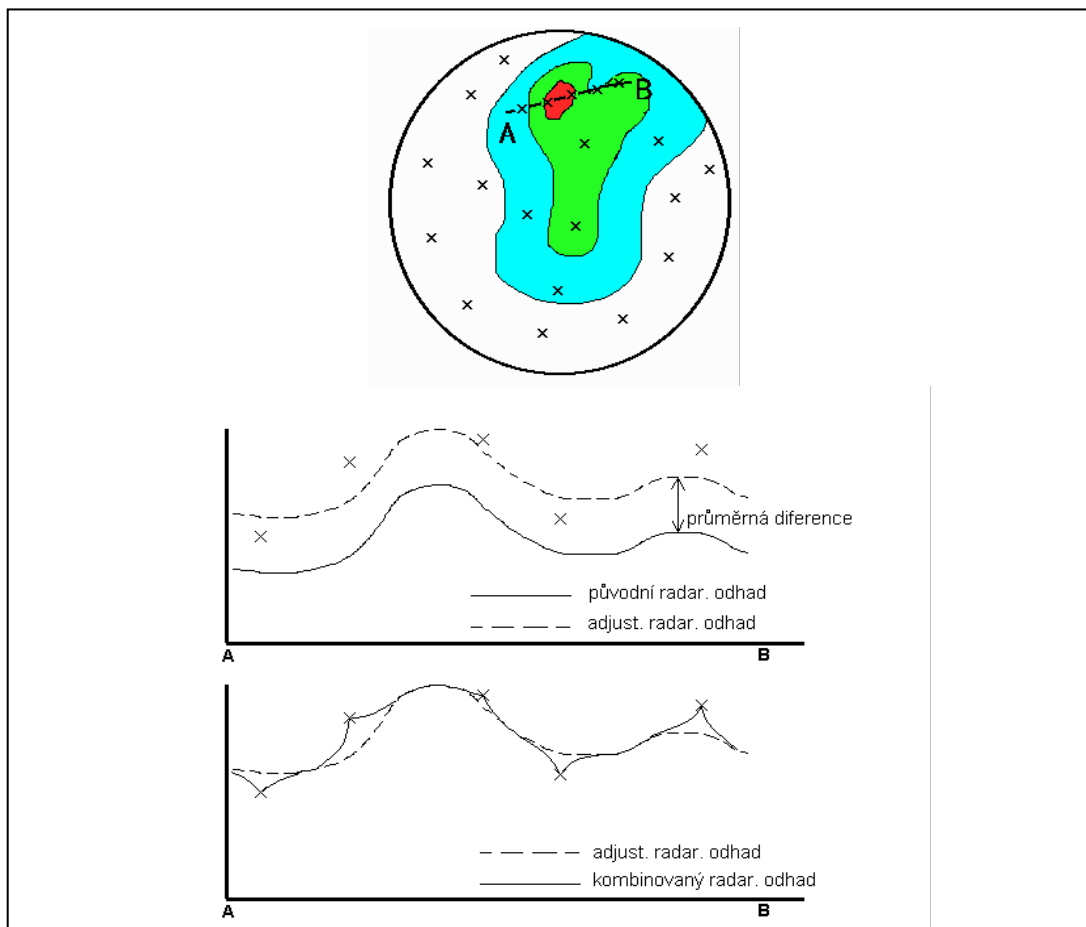 B
A
průměrná diference
původní radar. odhad
adjust. radar. odhad
A B
adjust. radar. odhad
kombinovaný radar. odhad
A B